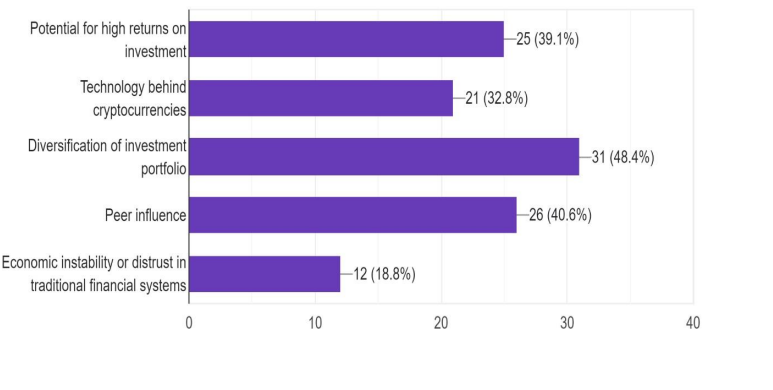 Potential for high returns on
investment
25 (39.1%)
Technology behind
cryptocurrencies
21 (32.8%)
Diversification of investment
portfolio
31 (48.4%)
Peer influence
26 (40.6%)
Economic instability or distrust in
traditional financial systems
12 (18.8%)
0 10 20 30 40